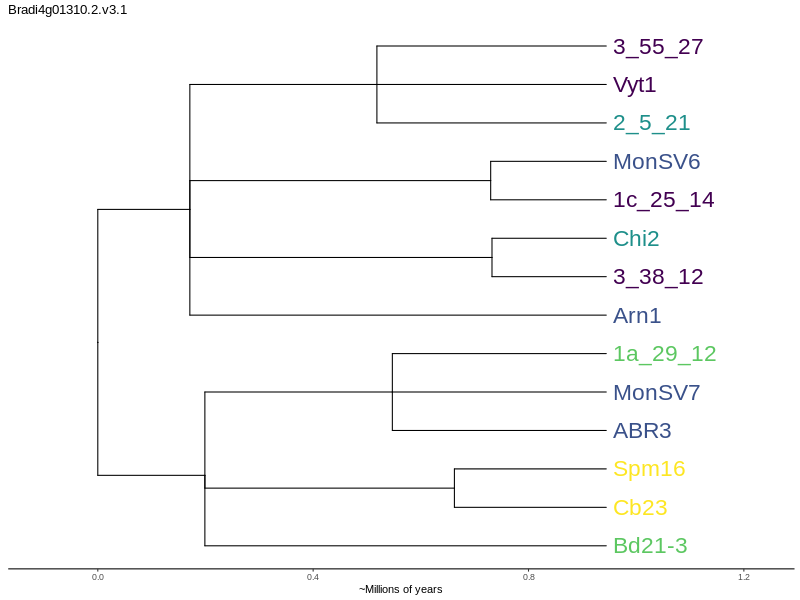 Bradi4g01310.2.v3.1
3_55_27
Vyt1
2_5_21
MonSV6
1c_25_14
Chi2
3_38_12
Arn1
1a_29_12
MonSV7
ABR3
Spm16
Cb23
Bd21-3
0.0 0.4 0.8 1.2
~Millions of years